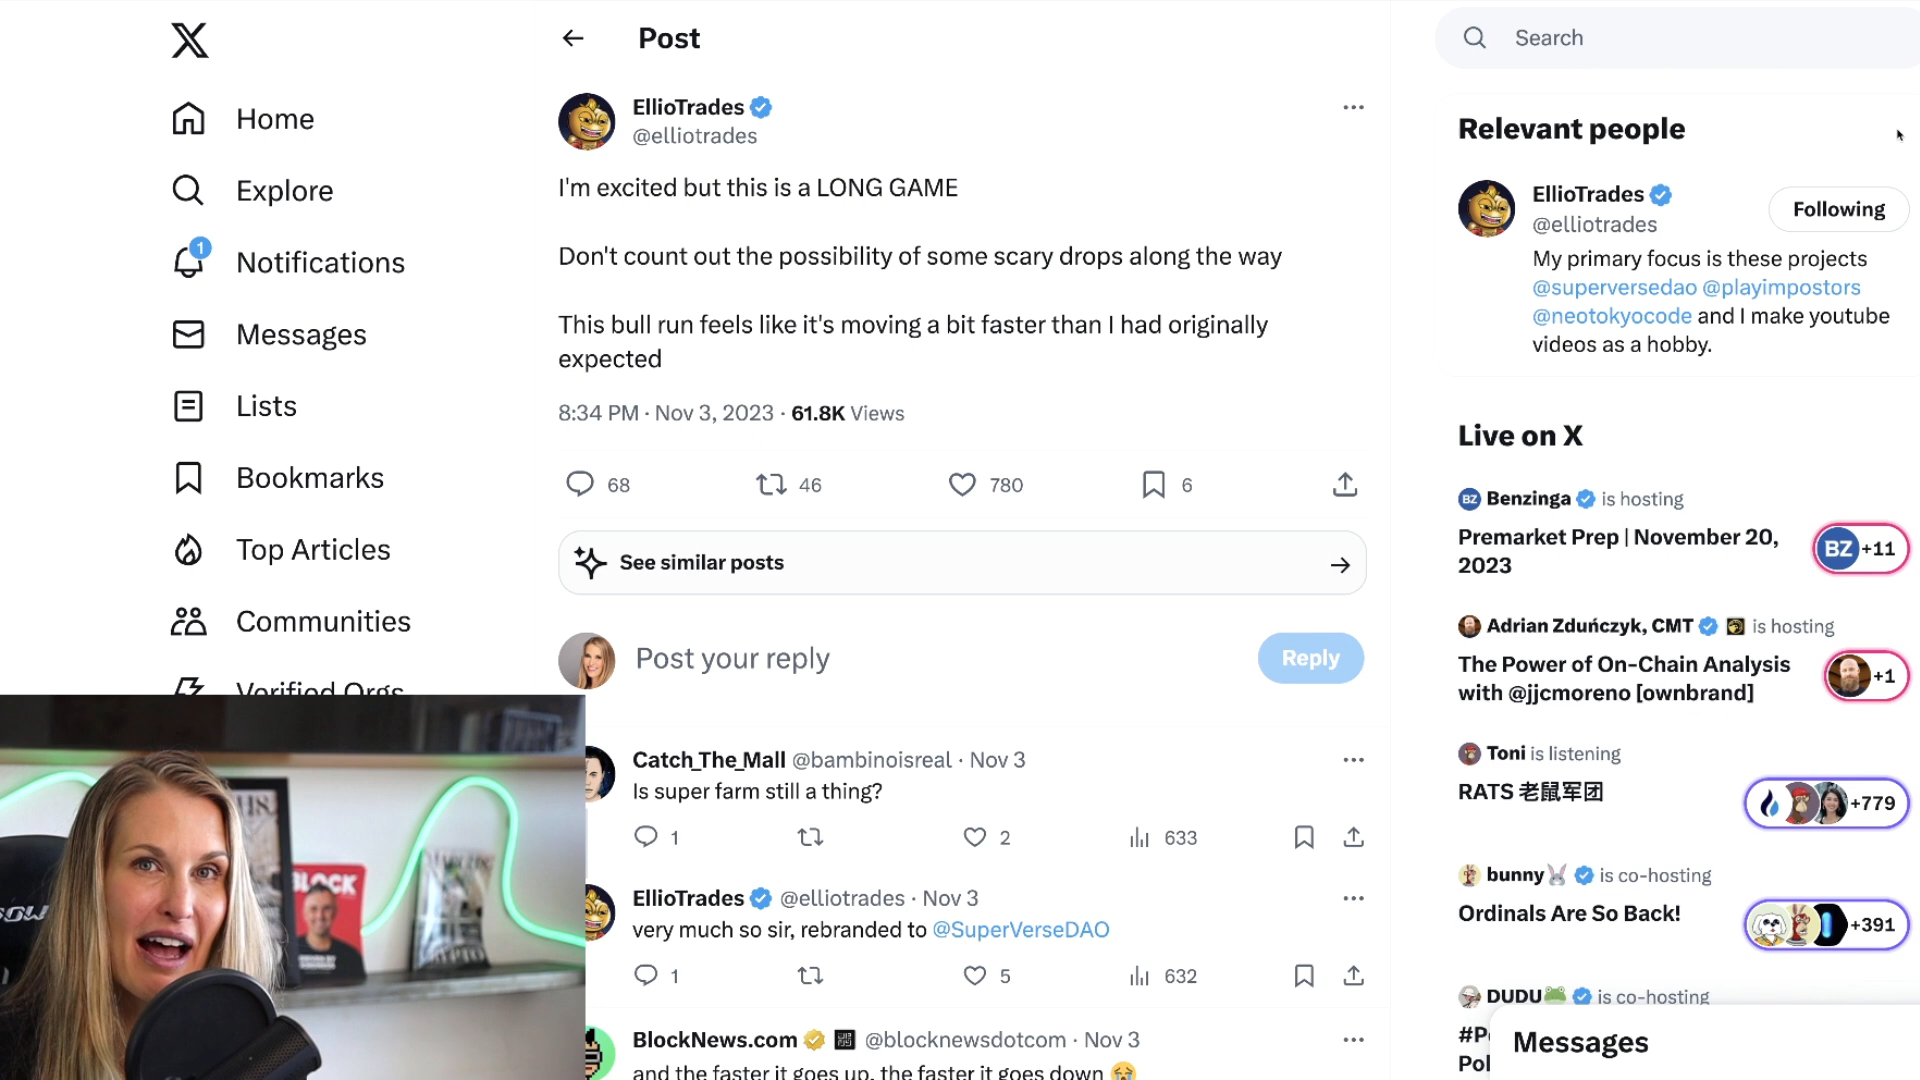 Home
Explore
1
Notifications
Messages
Lists
Bookmarks
Top Articles
Communities
Verified Orgs
Post
EllioTrades
@elliotrades
I'm excited but this is a LONG GAME
Don't count out the possibility of some scary drops along the way
This bull run feels like it's moving a bit faster than I had originally
expected
8:34 PM · Nov 3, 2023 · 61.8K Views
68 46 780 6
See similar posts
Post your reply
Reply
Catch_The_Mall @bambinoisreal · Nov 3
Is super farm still a thing?
1 2 633
EllioTrades @elliotrades · Nov 3
very much so sir, rebranded to @SuperVerseDAO
1 5 632
BlockNews.com @blocknewsdotcom · Nov 3
and the faster it goes up, the faster it goes down 😭
Search
Relevant people
EllioTrades
@elliotrades
Following
My primary focus is these projects
@superversedao @playimpostors
@neotokyocode and I make youtube
videos as a hobby.
Live on X
BZ Benzinga is hosting
Premarket Prep | November 20,
2023
BZ +11
Adrian Zduńczyk, CMT is hosting
The Power of On-Chain Analysis
with @jjcmoreno [ownbrand]
+1
Toni is listening
RATS 老鼠军团
+779
bunny🐰 is co-hosting
Ordinals Are So Back!
+391
DUDU🐸 is co-hosting
Messages
BLOCK